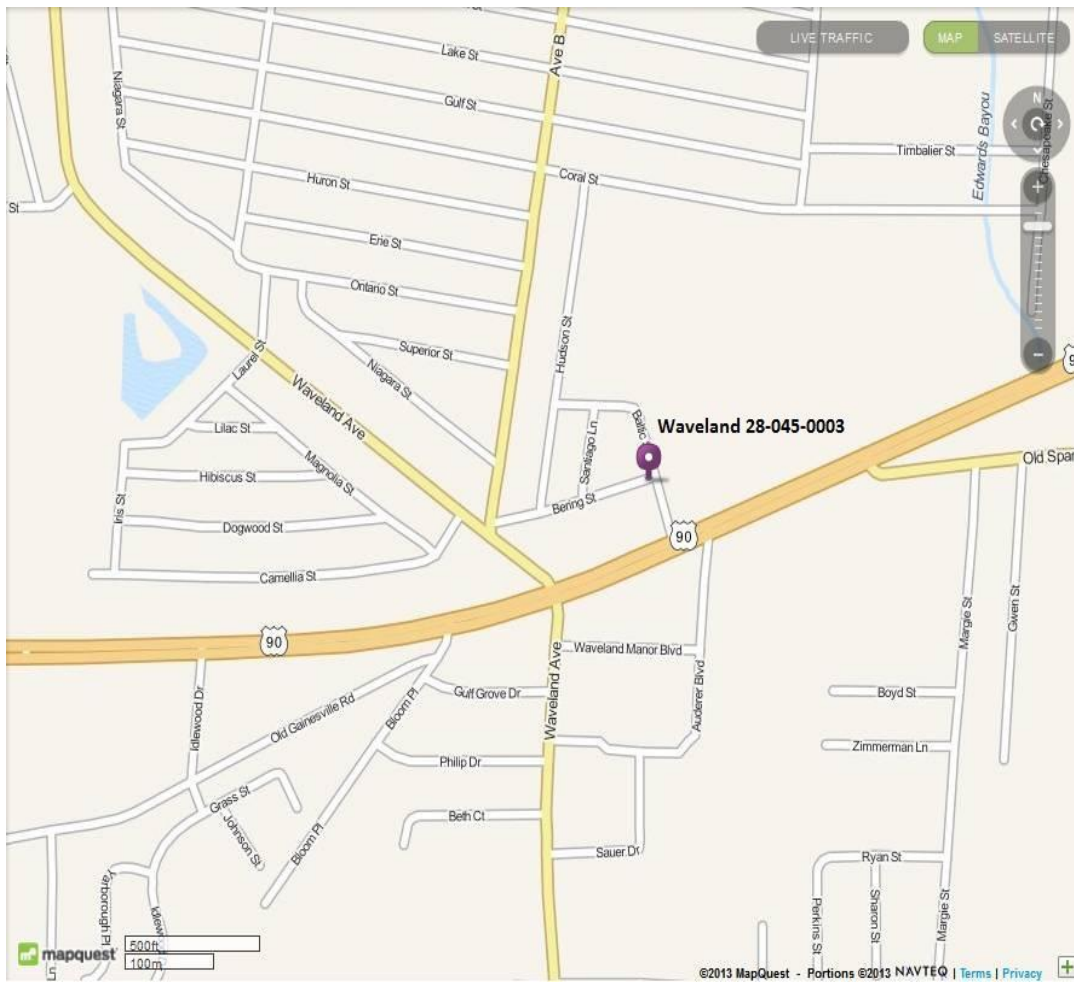 LIVE TRAFFIC
MAP
SATELLITE
Lake St
Ave B
Niagara St
Gulf St
N
Edwards Bayou
Chesapeake St
Timbalier St
Huron St
Coral St
St
Erie St
Ontario St
Hudson St
Superior St
Laurel St
Niagara St
Waveland Ave
Baltic
Waveland 28-045-0003
Lilac St
Santiago Ln
Magnolia St
Old Spar
Hibiscus St
Iris St
Bering St
Dogwood St
90
Camellia St
90
Waveland Manor Blvd
Waveland Ave
Margie St
Gwen St
Gulf Grove Dr
Bloom Pl
Auderer Blvd
Boyd St
Idlewood Dr
Old Gainesville Rd
Zimmerman Ln
Philip Dr
Grass St
Beth Ct
Johnson St
Bloom Pl
Sauer Dr
Ryan St
Yarborough Pl
Perkins St
Sharon St
Margie St
500ft
mapquest
100m
©2013 MapQuest - Portions ©2013 NAVTEQ | Terms | Privacy